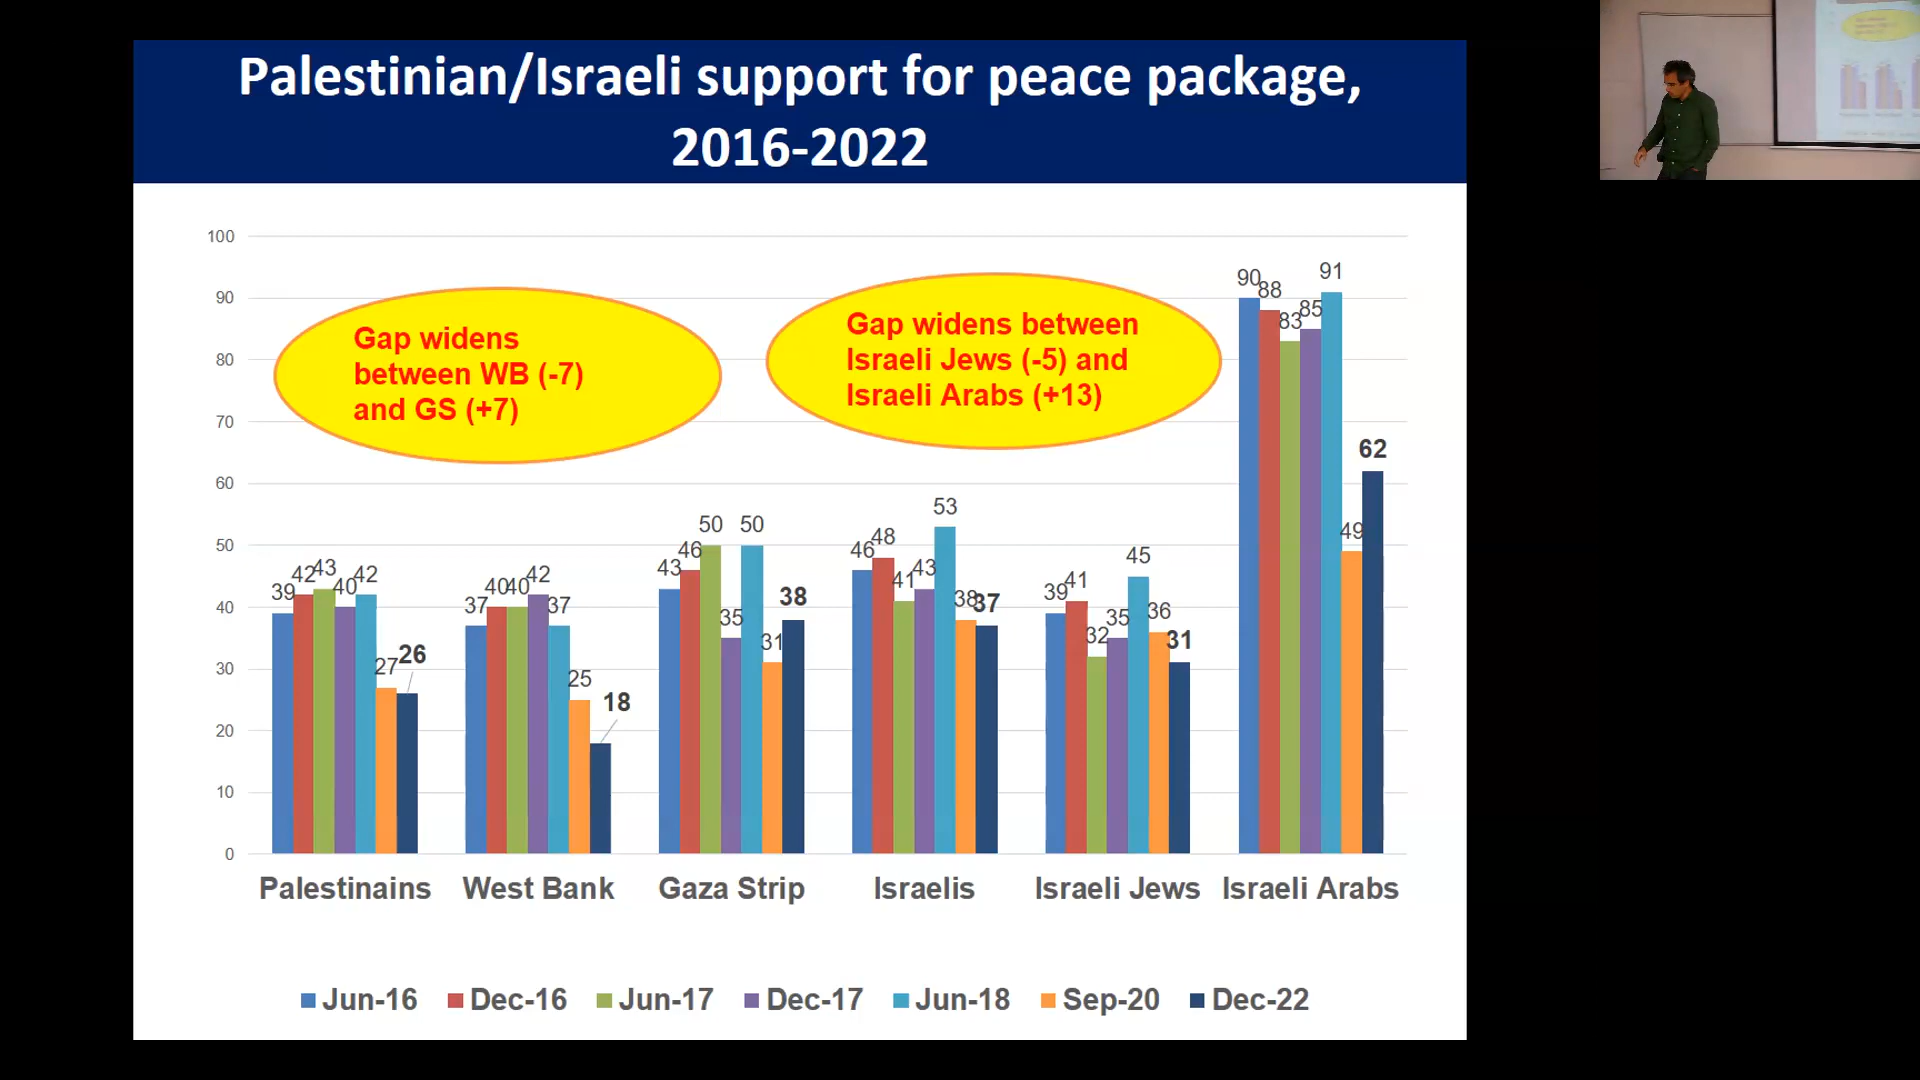 Palestinian/Israeli support for peace package,
2016-2022
100
90
80
70
60
50
40
30
20
10
0
Gap widens
between WB (-7)
and GS (+7)
Gap widens between
Israeli Jews (-5) and
Israeli Arabs (+13)
39 42 43 40 42 27 26
37 40 40 42 37 25 18
43 46 50 35 50 31 38
46 48 41 43 53 38 37
39 41 32 35 45 36 31
90 88 83 85 91 49 62
Palestinains West Bank Gaza Strip Israelis Israeli Jews Israeli Arabs
Jun-16 Dec-16 Jun-17 Dec-17 Jun-18 Sep-20 Dec-22